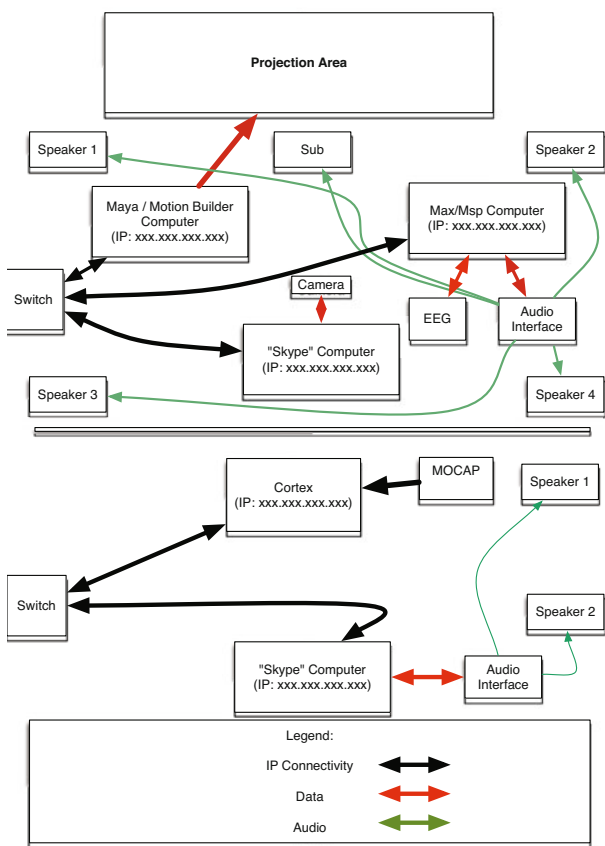 Projection Area
Speaker 1
Sub
Speaker 2
Maya / Motion Builder
Computer
(IP: xxx.xxx.xxx.xxx)
Max/Msp Computer
(IP: xxx.xxx.xxx.xxx)
Switch
Camera
EEG
Audio
Interface
"Skype" Computer
(IP: xxx.xxx.xxx.xxx)
Speaker 3
Speaker 4
Cortex
(IP: xxx.xxx.xxx.xxx)
MOCAP
Speaker 1
Switch
Speaker 2
"Skype" Computer
(IP: xxx.xxx.xxx.xxx)
Audio
Interface
Legend:
IP Connectivity
Data
Audio